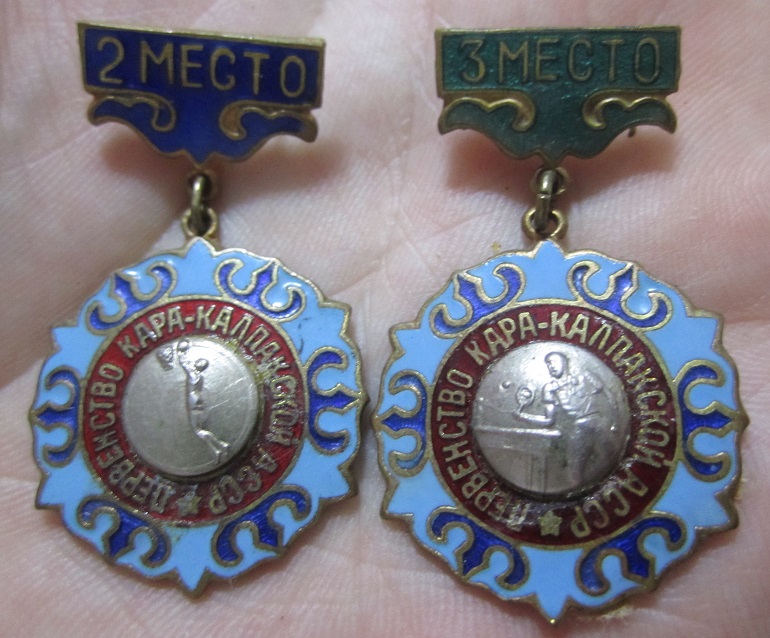 2 МЕСТО
ПЕРВЕНСТВО КАРА-КАЛПАКСКОЙ АССР
3 МЕСТО
ПЕРВЕНСТВО КАРА-КАЛПАКСКОЙ АССР